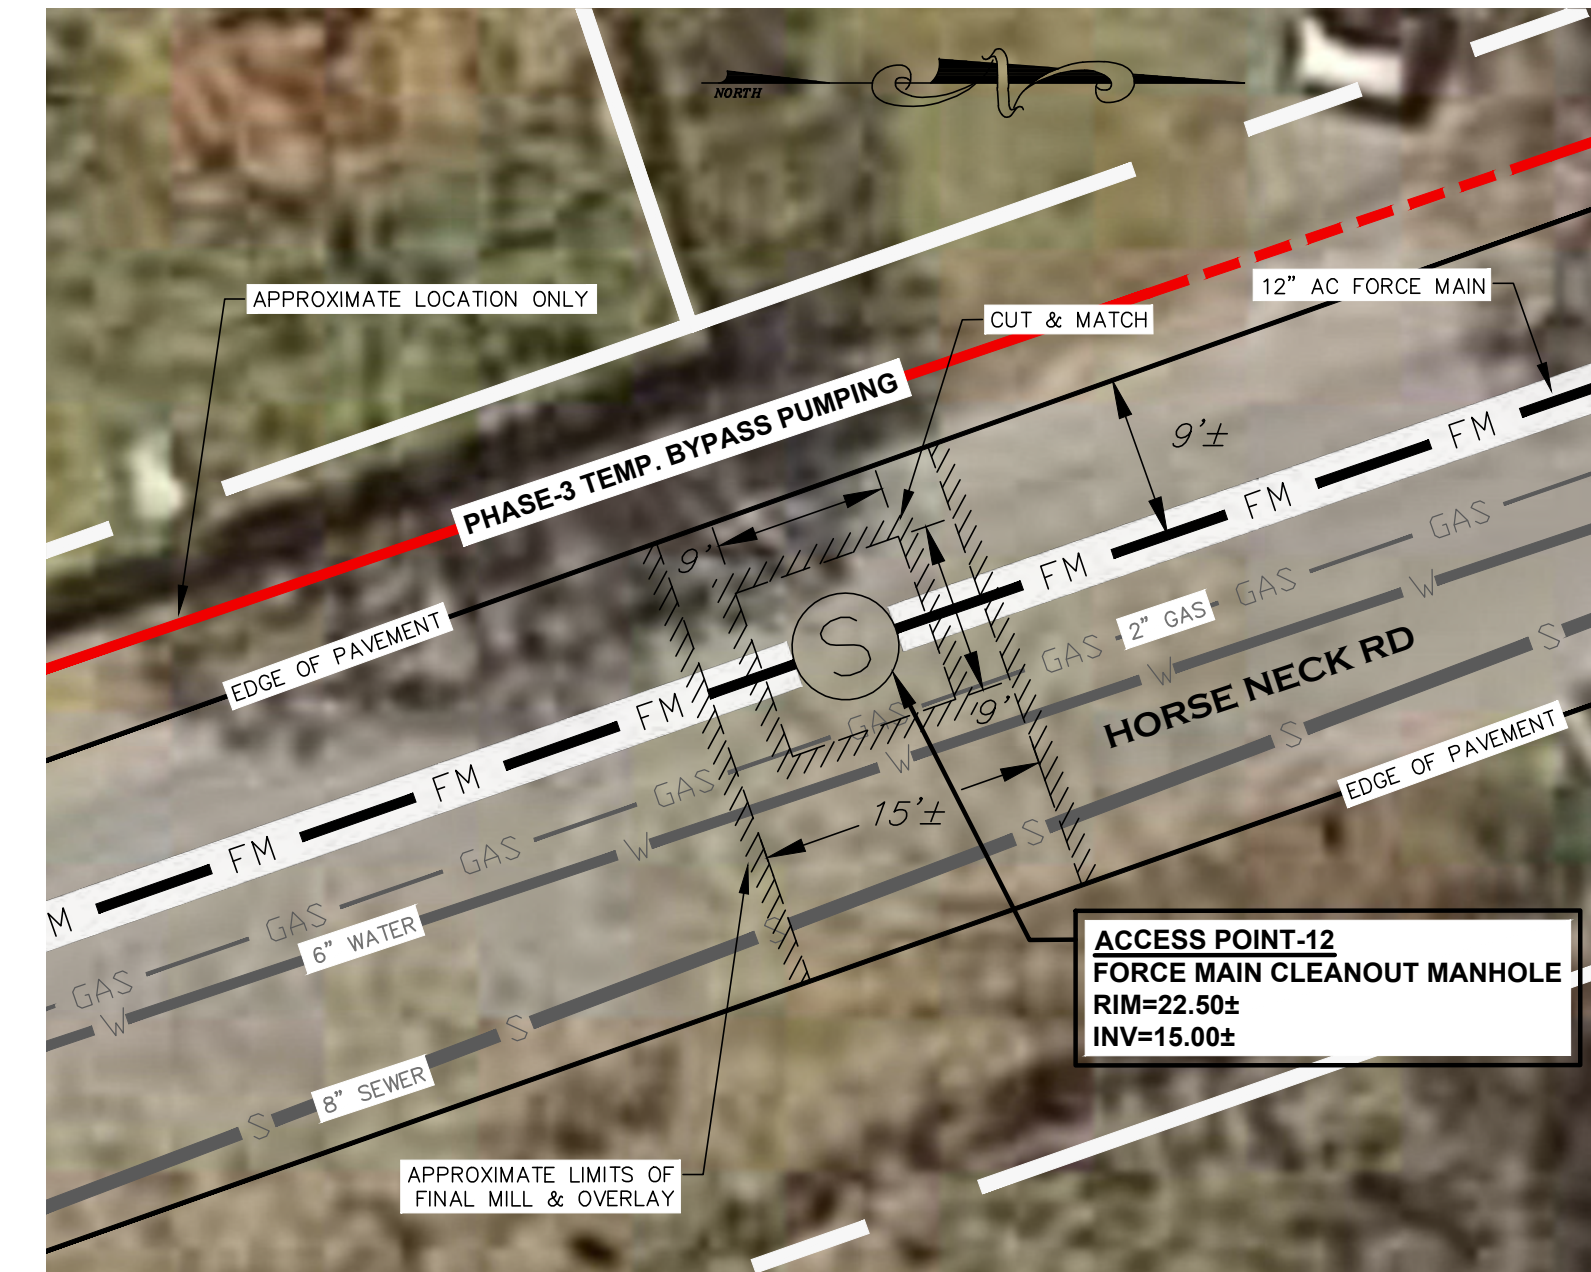 NORTH
APPROXIMATE LOCATION ONLY
12" AC FORCE MAIN
CUT & MATCH
PHASE-3 TEMP. BYPASS PUMPING
9'±
FM
FM
FM
GAS
GAS
9'
W
2" GAS
S
S
GAS
W
EDGE OF PAVEMENT
HORSE NECK RD
FM
GAS
9'
W
S
EDGE OF PAVEMENT
FM
GAS
15'±
S
FM
GAS
W
S
M
GAS
6" WATER
ACCESS POINT-12
FORCE MAIN CLEANOUT MANHOLE
RIM=22.50±
INV=15.00±
GAS
W
S
8" SEWER
S
APPROXIMATE LIMITS OF
FINAL MILL & OVERLAY